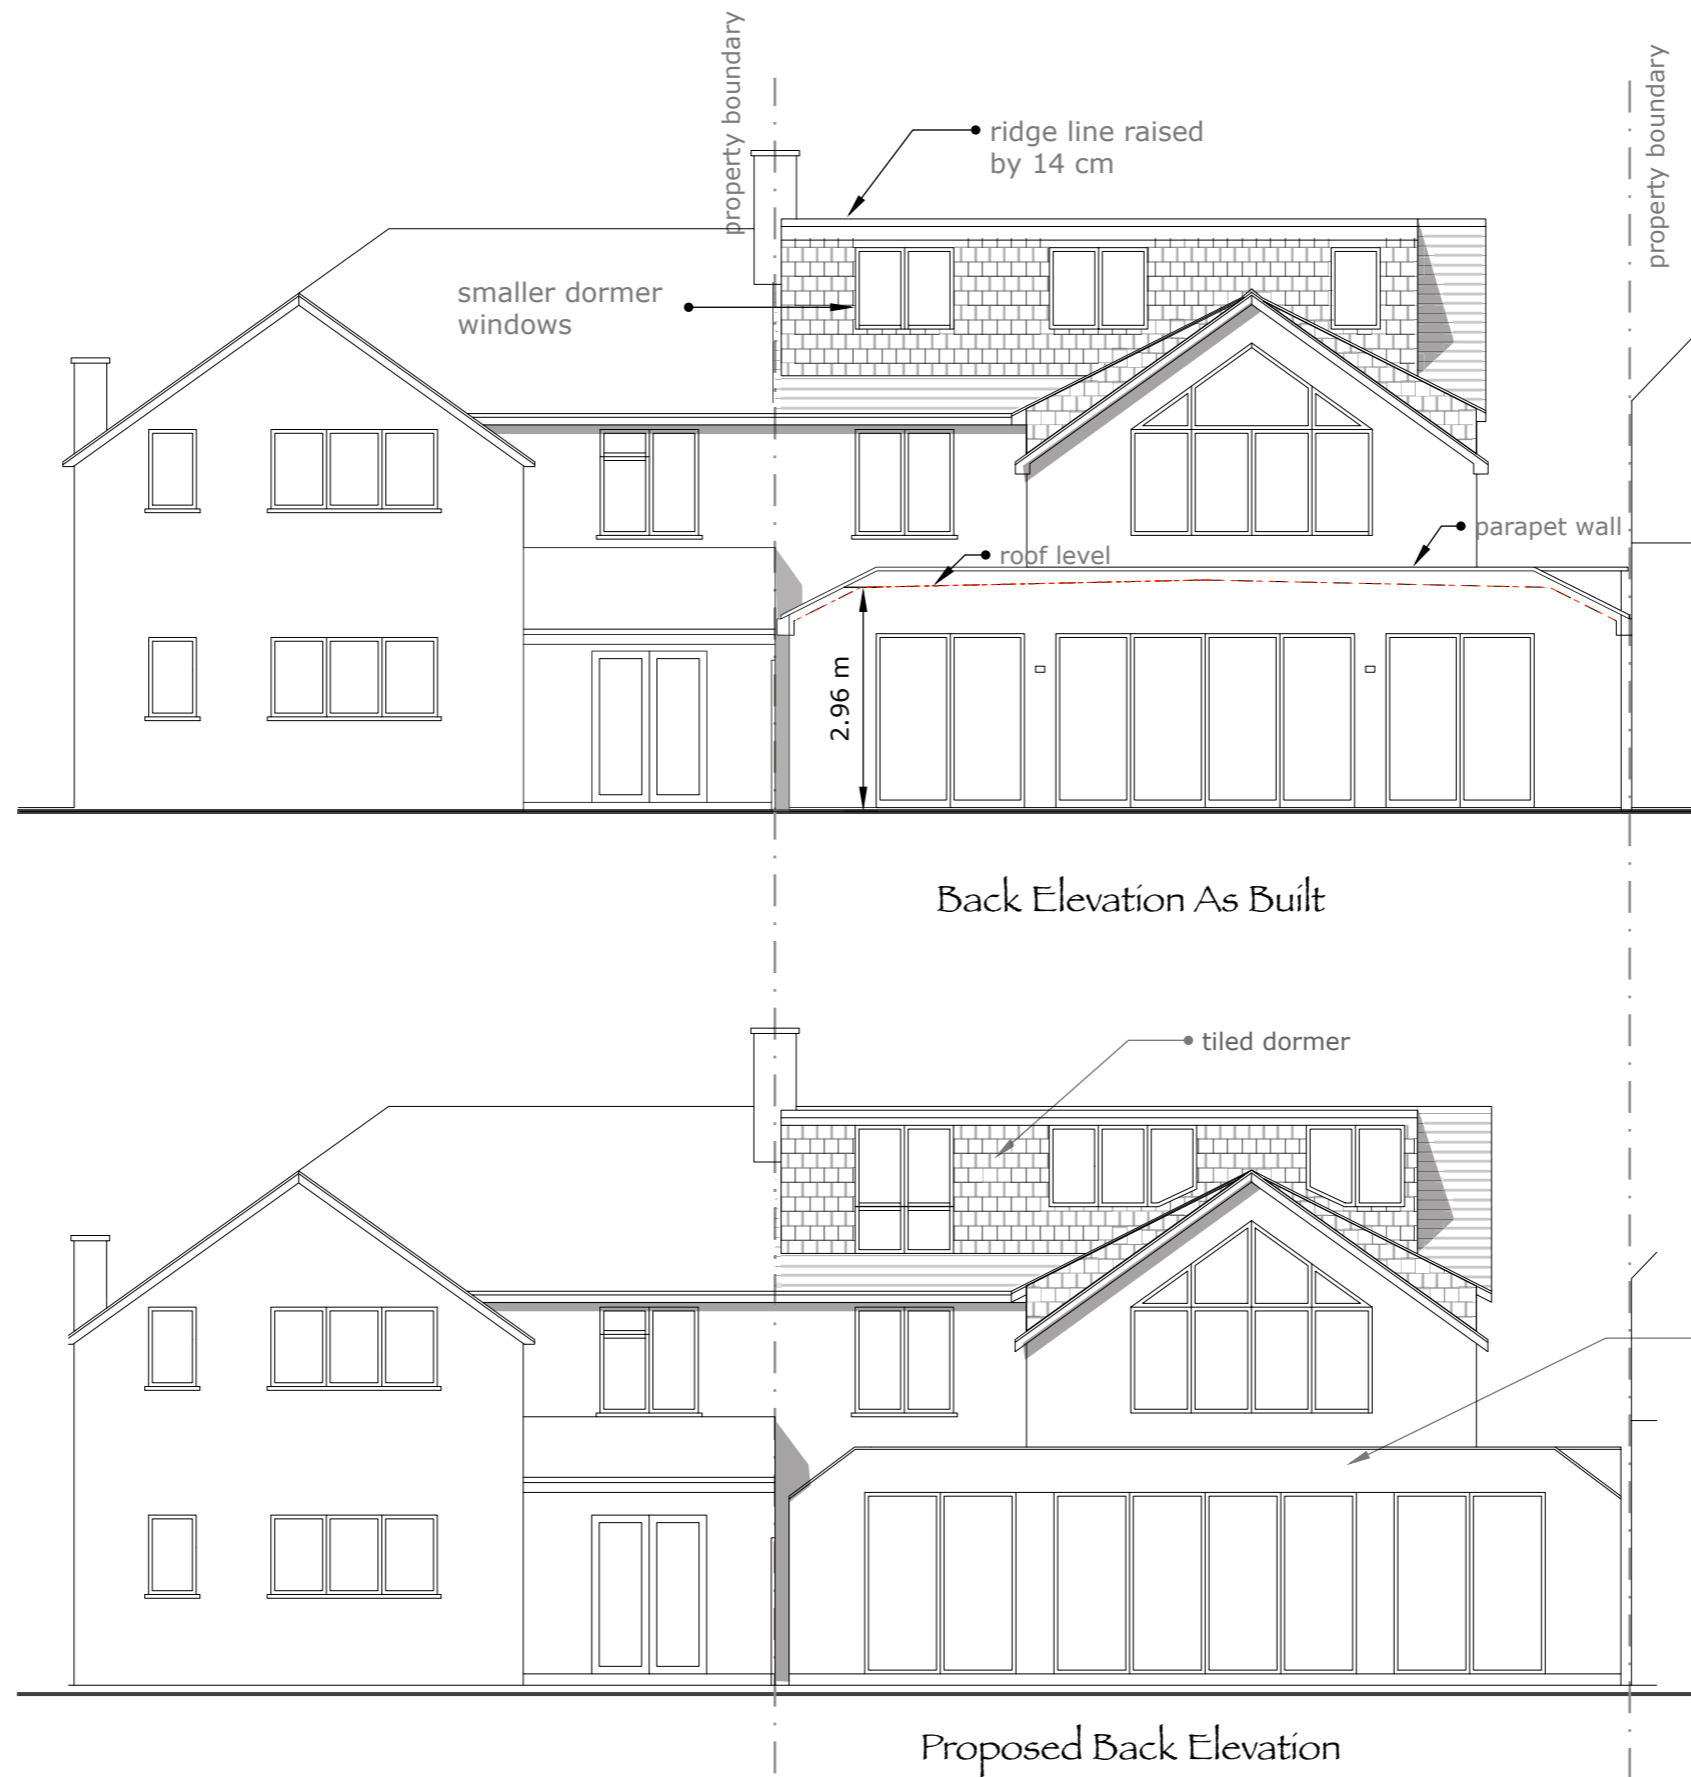 property boundary
property boundary
ridge line raised
by 14 cm
smaller dormer
windows
parapet wall
roof level
2.96 m
Back Elevation As Built
tiled dormer
Proposed Back Elevation